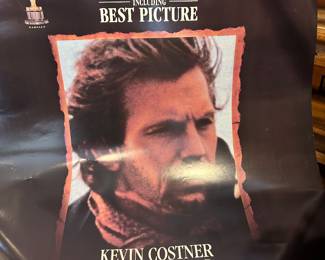 INCLUDING
BEST PICTURE
KEVIN COSTNER